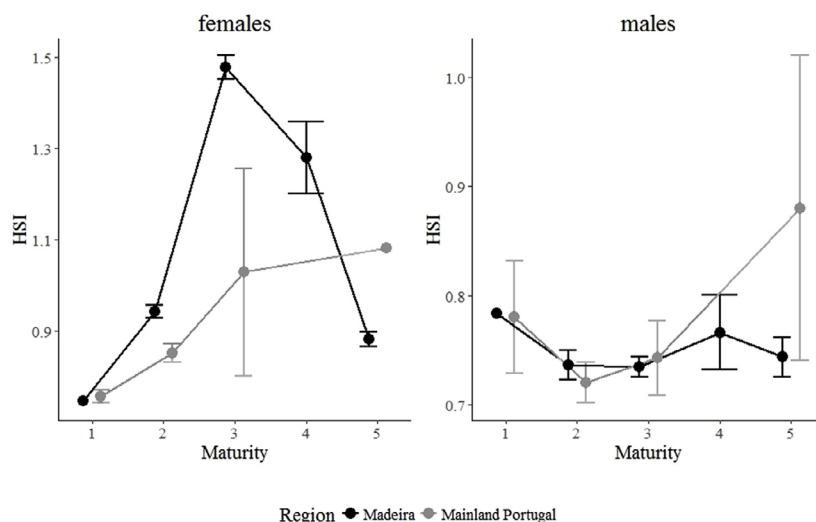 females
1.5
1.3
HSI
1.1
0.9
1 2 3 4 5
Maturity
males
1.0
0.9
HSI
0.8
0.7
1 2 3 4 5
Maturity
Region Madeira Mainland Portugal